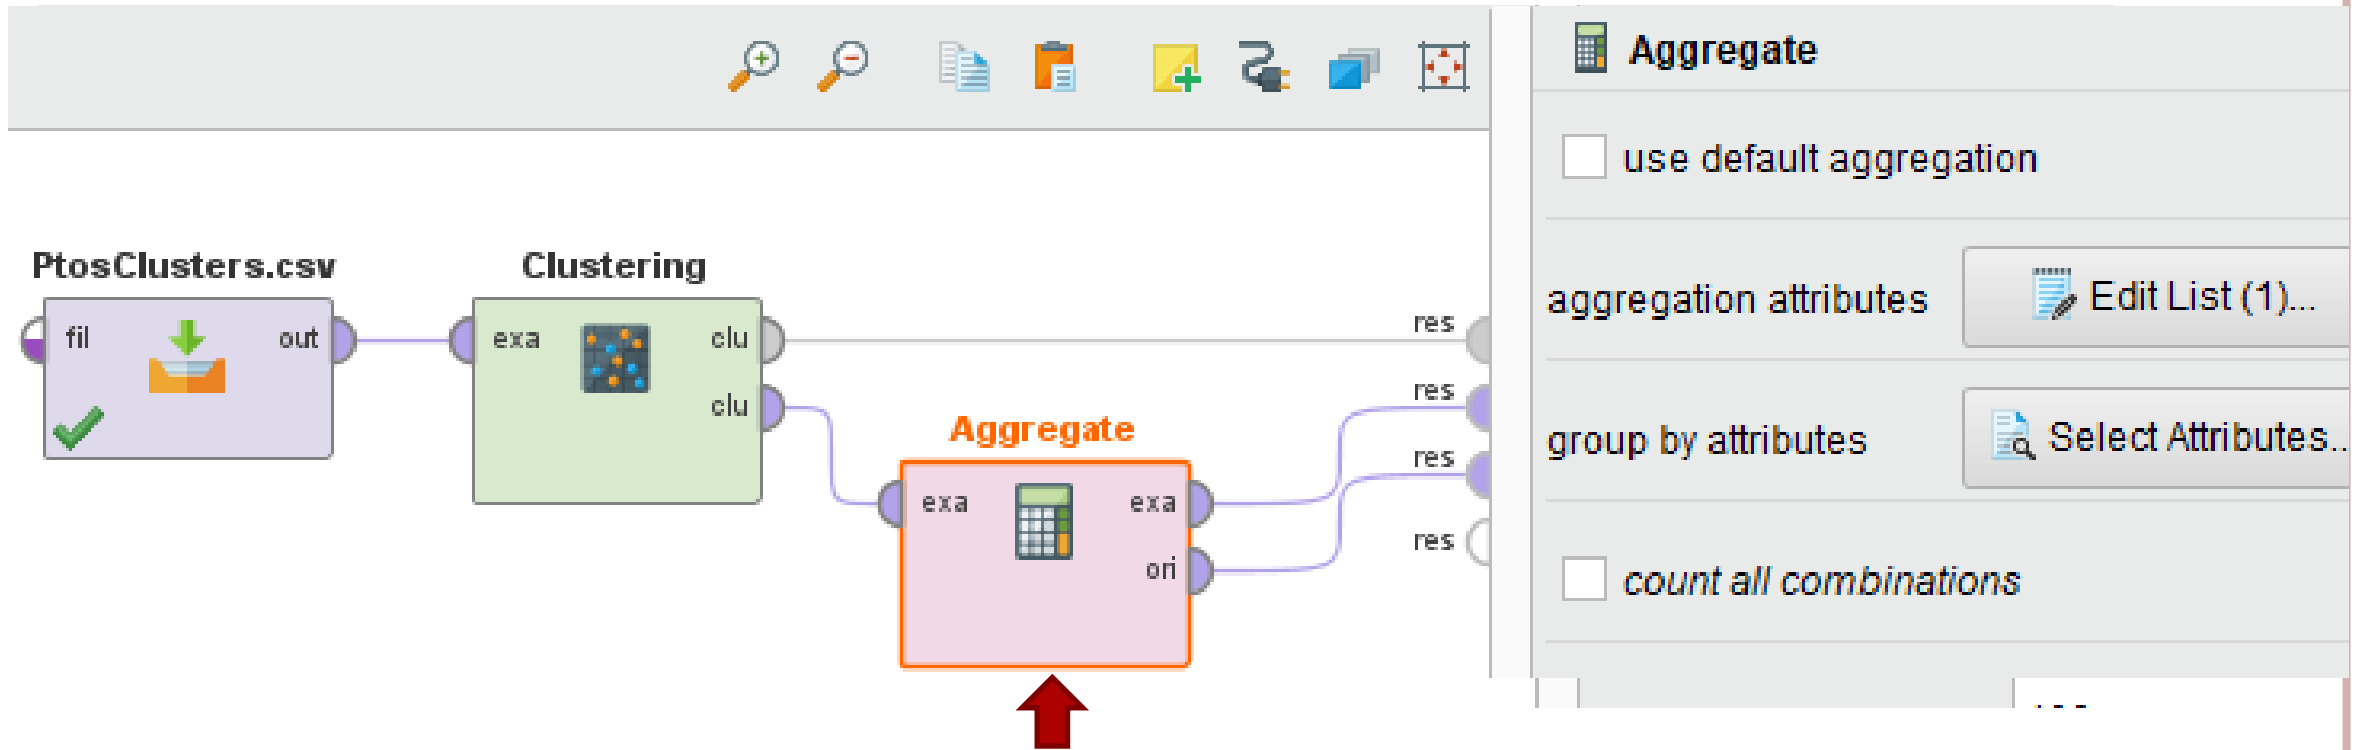 PtosClusters.csv
fil
out
Clustering
exa
clu
clu
Aggregate
exa
exa
ori
res
res
res
res
Aggregate
use default aggregation
aggregation attributes
Edit List (1)...
group by attributes
Select Attributes...
count all combinations